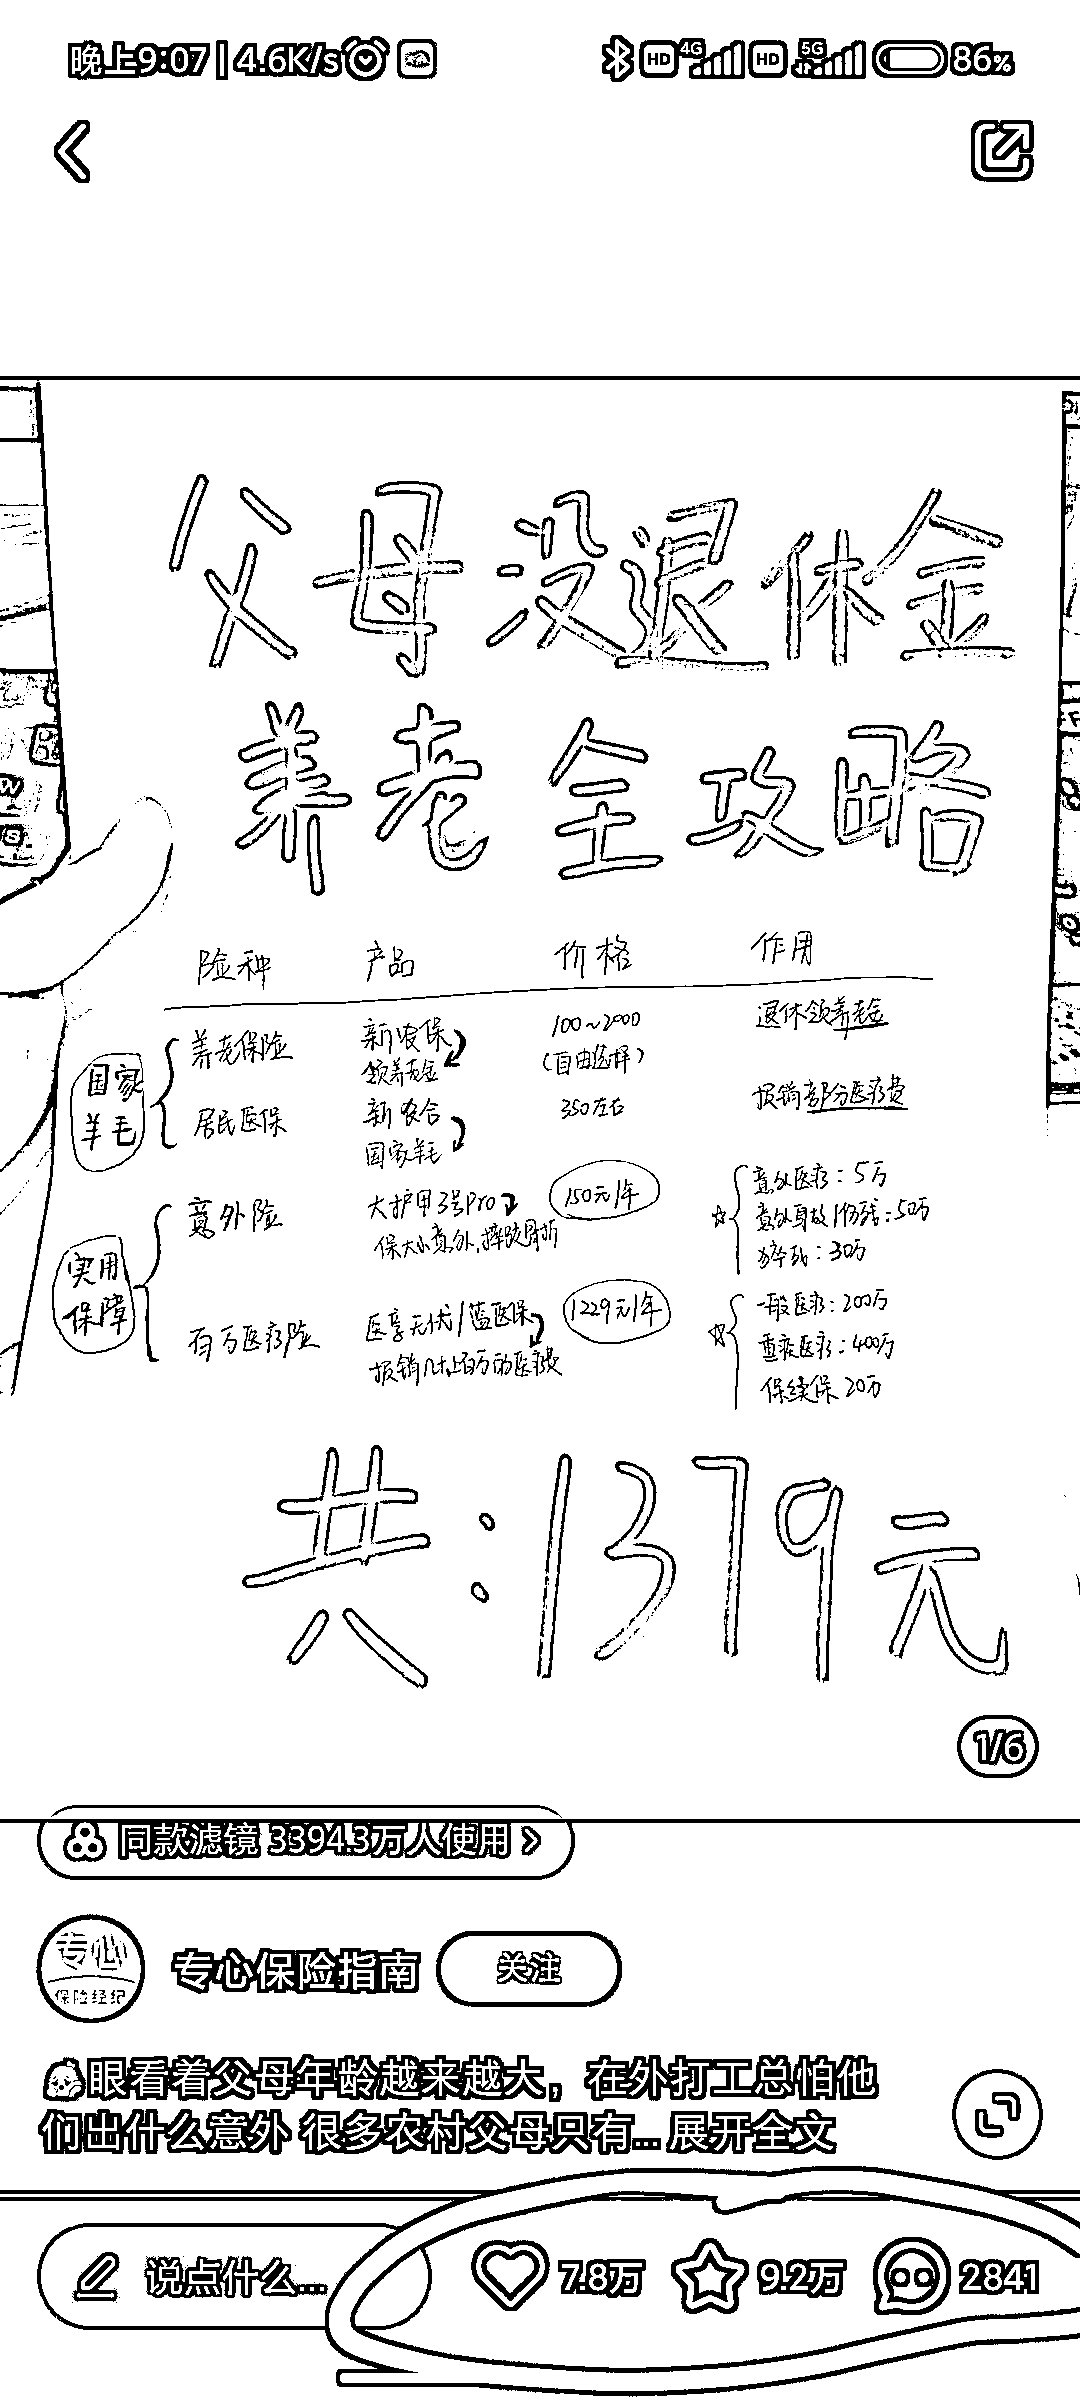 晚上9:07 | 4.6K/s
HD 4G HD 5G 86%
父母没退休金
养老全攻略
险种 产品 价格 作用
国家羊毛
养老保险 新农保 领养老金 100~2000 (自由选择) 退休领养老金
居民医保 新农合 国家羊毛 350左右 报销部分医疗费
实用保障
意外险 大护甲3号Pro 保大小意外,摔跤骨折 150元/年
意外医疗:5万
意外身故/伤残:50万
猝死:30万
百万医疗险 医享无忧/蓝医保 报销几十上百万的医疗费 1229元/年
一般医疗:200万
重疾医疗:400万
保续保20万
共:1379元
1/6
同款滤镜 3394.3万人使用 >
专心
保险经纪
专心保险指南 关注
眼看着父母年龄越来越大，在外打工总怕他
们出什么意外 很多农村父母只有... 展开全文
说点什么... 7.8万 9.2万 2841